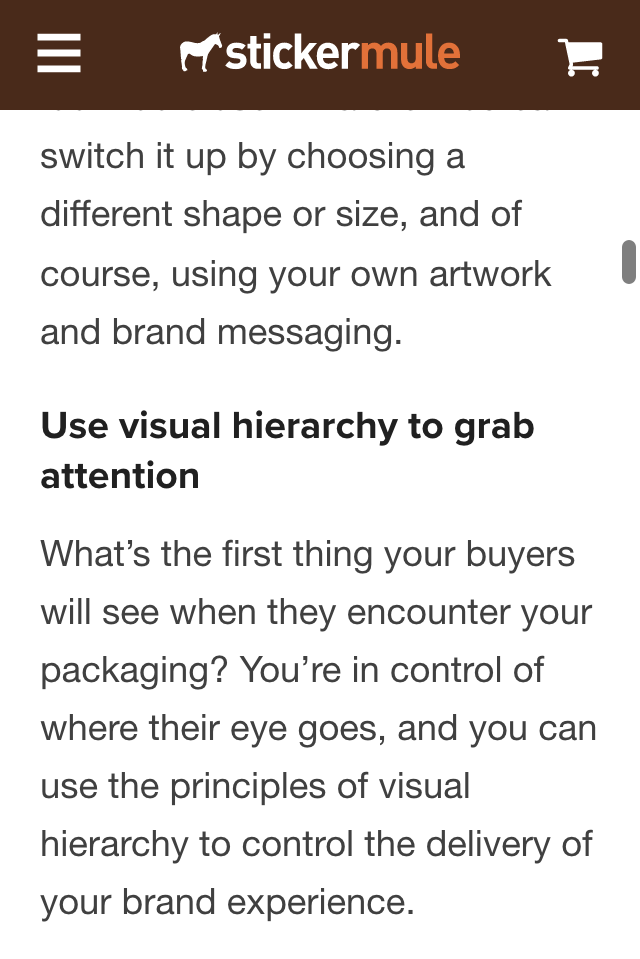 stickermule
switch it up by choosing a
different shape or size, and of
course, using your own artwork
and brand messaging.
Use visual hierarchy to grab
attention
What’s the first thing your buyers
will see when they encounter your
packaging? You’re in control of
where their eye goes, and you can
use the principles of visual
hierarchy to control the delivery of
your brand experience.